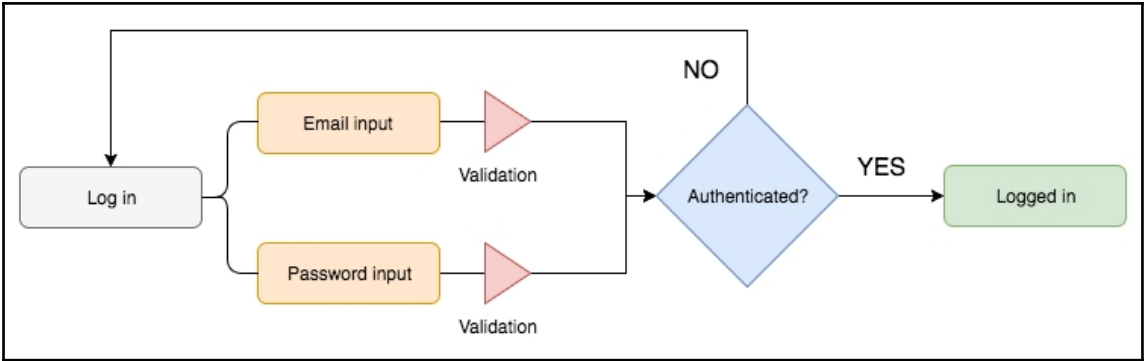 NO
Email input
Validation
YES
Log in
Authenticated?
Logged in
Password input
Validation